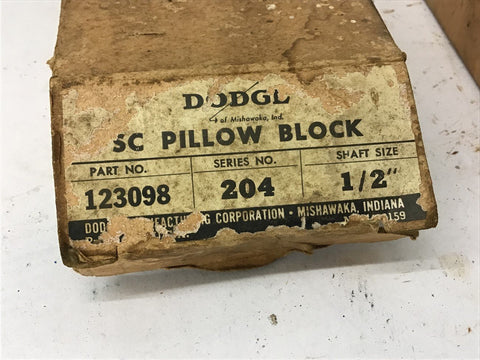 DODGE
of Mishawaka, Ind.
SC PILLOW BLOCK
PART NO. SERIES NO. SHAFT SIZE
123098 204 1/2"
CORPORATION • MISHAWAKA, INDIANA